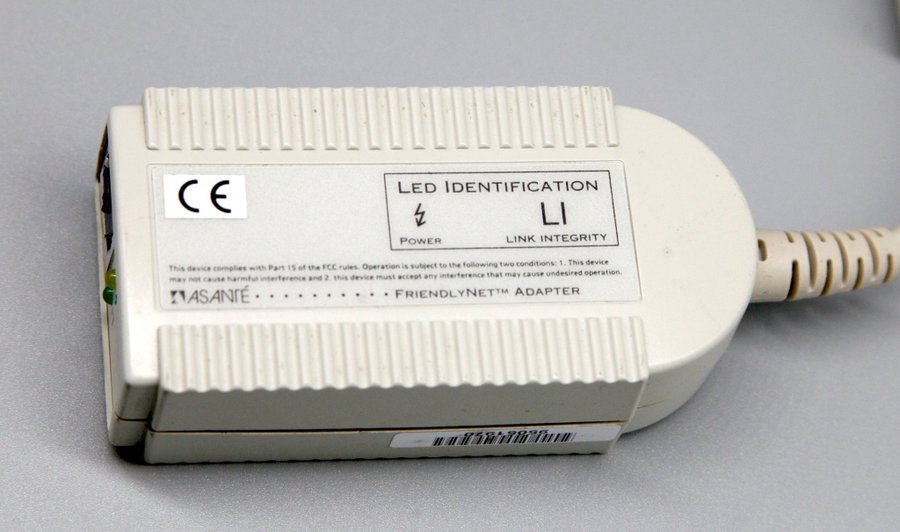 CE
LED IDENTIFICATION
LI
POWER LINK INTEGRITY
This device complies with Part 15 of the FCC rules. Operation is subject to the following two conditions: 1. This device
may not cause harmful interference and 2. this device must accept any interference that may cause undesired operation.
ASANTÉ · · · · · · · · · · FRIENDLYNET™ ADAPTER